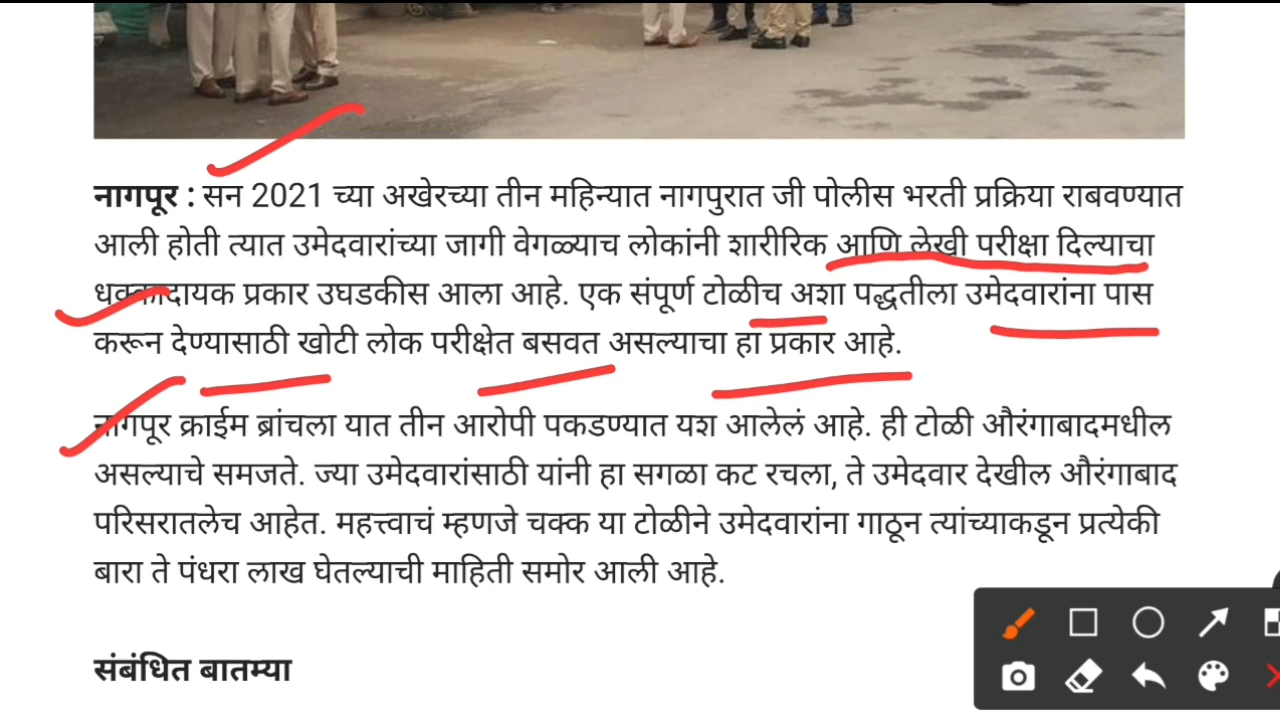 नागपूर : सन 2021 च्या अखेरच्या तीन महिन्यात नागपुरात जी पोलीस भरती प्रक्रिया राबवण्यात
आली होती त्यात उमेदवारांच्या जागी वेगळ्याच लोकांनी शारीरिक आणि लेखी परीक्षा दिल्याचा
धक्कादायक प्रकार उघडकीस आला आहे. एक संपूर्ण टोळीच अशा पद्धतीला उमेदवारांना पास
करून देण्यासाठी खोटी लोक परीक्षेत बसवत असल्याचा हा प्रकार आहे.
नागपूर क्राईम ब्रांचला यात तीन आरोपी पकडण्यात यश आलेलं आहे. ही टोळी औरंगाबादमधील
असल्याचे समजते. ज्या उमेदवारांसाठी यांनी हा सगळा कट रचला, ते उमेदवार देखील औरंगाबाद
परिसरातलेच आहेत. महत्त्वाचं म्हणजे चक्क या टोळीने उमेदवारांना गाठून त्यांच्याकडून प्रत्येकी
बारा ते पंधरा लाख घेतल्याची माहिती समोर आली आहे.
संबंधित बातम्या